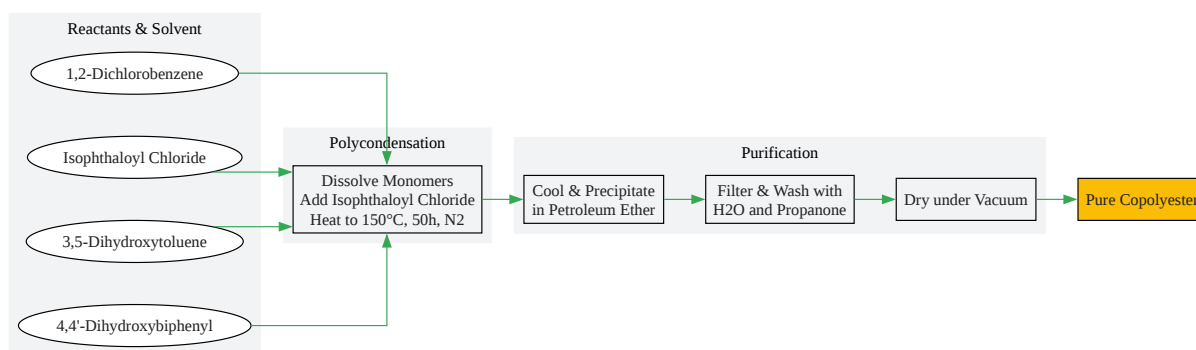 Reactants & Solvent
1,2-Dichlorobenzene
Isophthaloyl Chloride
3,5-Dihydroxytoluene
4,4'-Dihydroxybiphenyl
Polycondensation
Dissolve Monomers
Add Isophthaloyl Chloride
Heat to 150°C, 50h, N2
Purification
Cool & Precipitate
in Petroleum Ether
Filter & Wash with
H2O and Propanone
Dry under Vacuum
Pure Copolyester